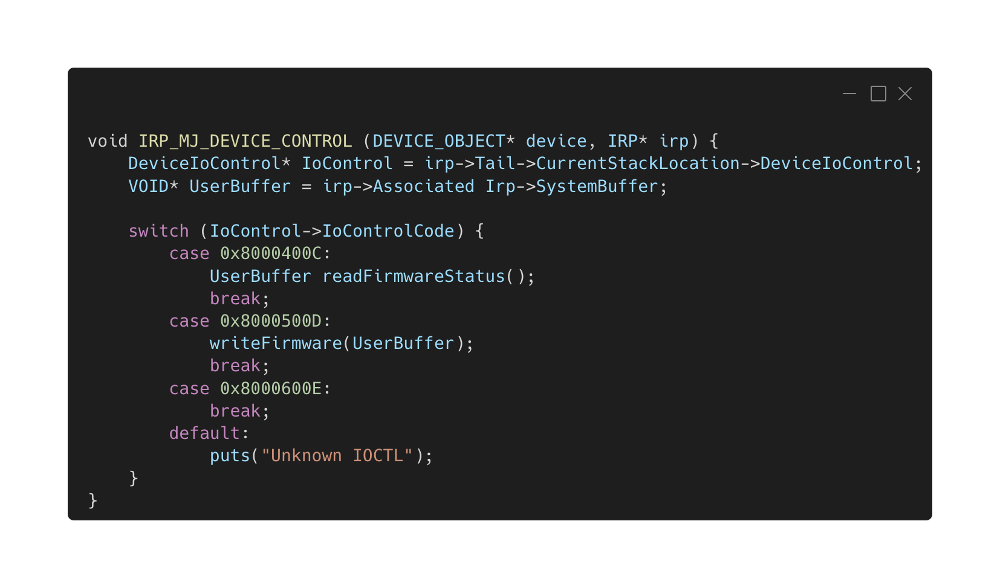 void IRP_MJ_DEVICE_CONTROL (DEVICE_OBJECT* device, IRP* irp) {
    DeviceIoControl* IoControl = irp->Tail->CurrentStackLocation->DeviceIoControl;
    VOID* UserBuffer = irp->Associated Irp->SystemBuffer;

    switch (IoControl->IoControlCode) {
        case 0x8000400C:
            UserBuffer readFirmwareStatus();
            break;
        case 0x8000500D:
            writeFirmware(UserBuffer);
            break;
        case 0x8000600E:
            break;
        default:
            puts("Unknown IOCTL");
    }
}